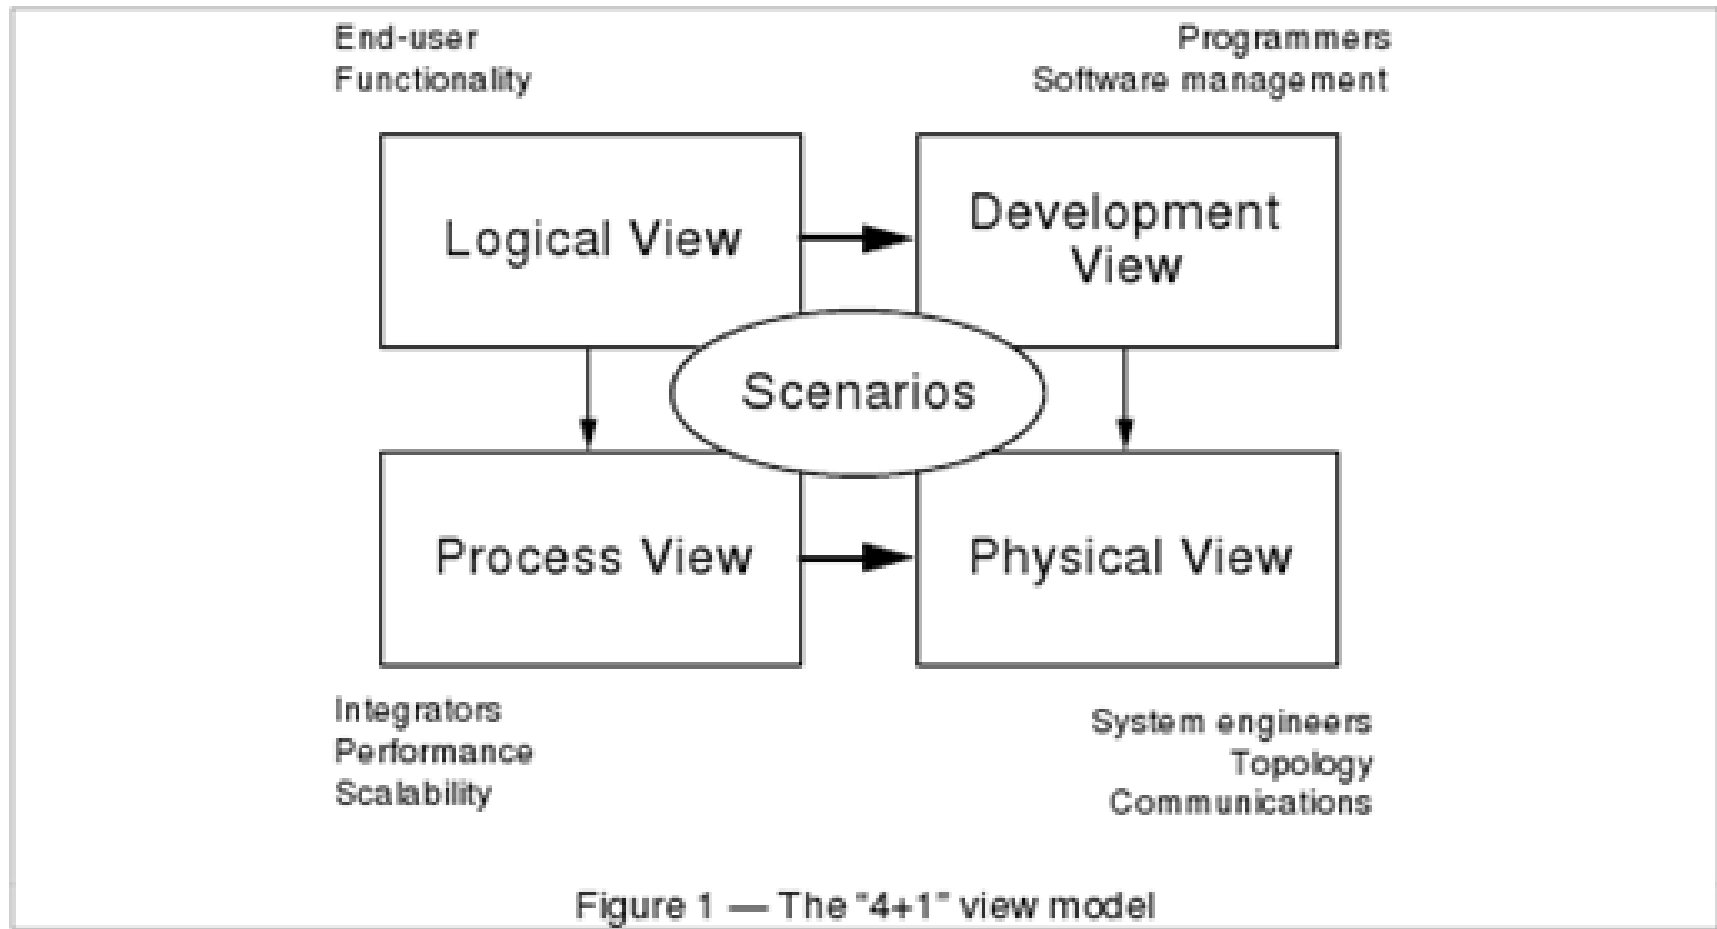 End-user
Functionality
Programmers
Software management
Logical View
Development
View
Scenarios
Process View
Physical View
Integrators
Performance
Scalability
System engineers
Topology
Communications
Figure 1 — The "4+1" view model